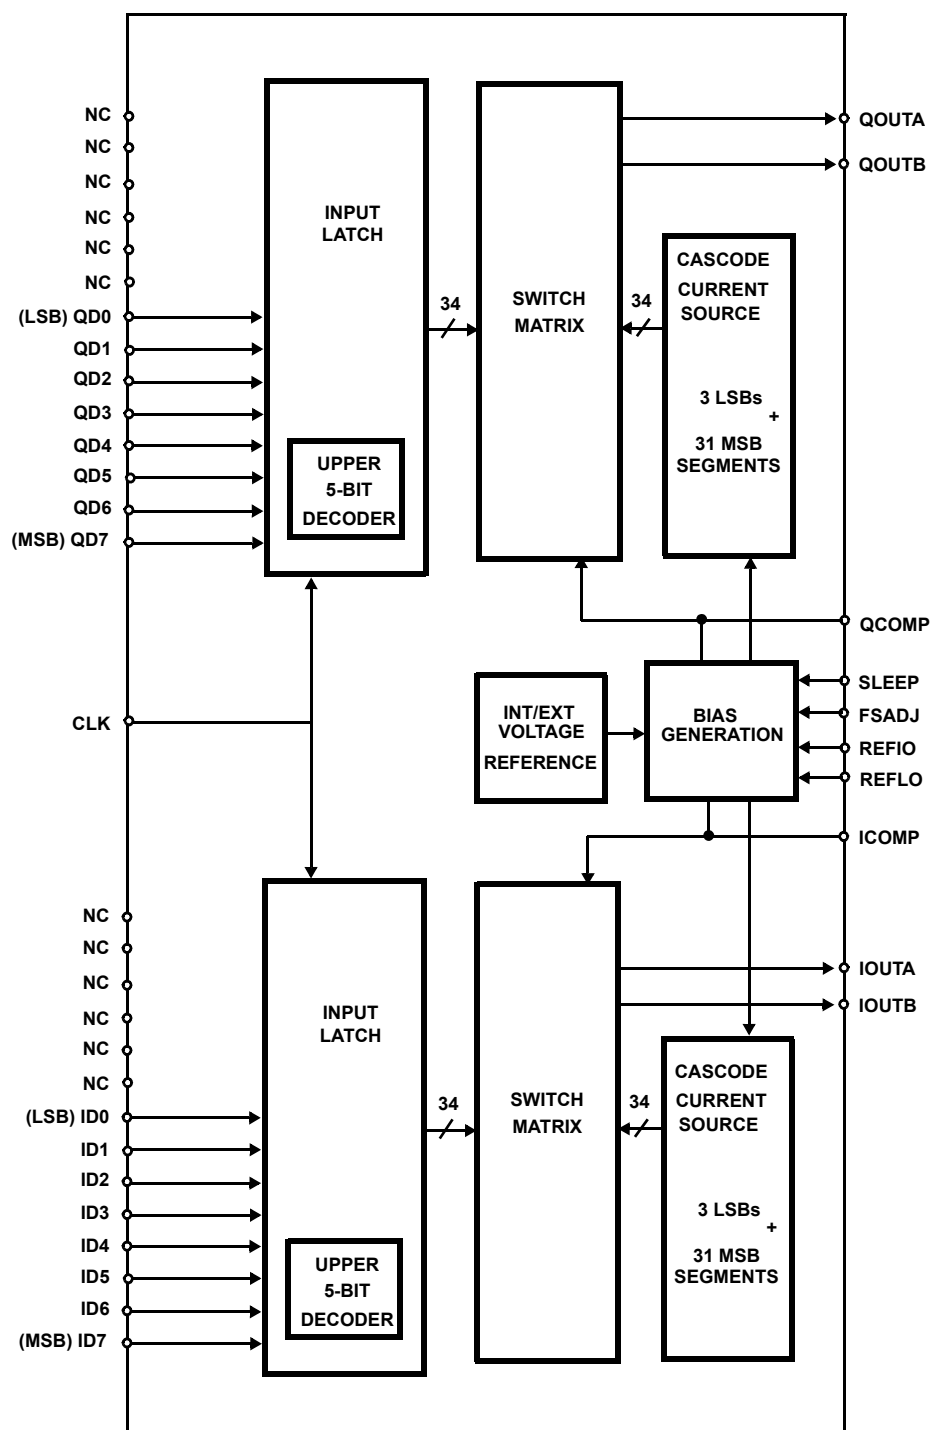 NC
NC
NC
NC
NC
NC
(LSB) QD0
QD1
QD2
QD3
QD4
QD5
QD6
(MSB) QD7
CLK
INPUT
LATCH
UPPER
5-BIT
DECODER
34
SWITCH
MATRIX
34
CASCODE
CURRENT
SOURCE
3 LSBs
+
31 MSB
SEGMENTS
QOUTA
QOUTB
QCOMP
SLEEP
FSADJ
REFIO
REFLO
ICOMP
INT/EXT
VOLTAGE
REFERENCE
BIAS
GENERATION
NC
NC
NC
NC
NC
NC
(LSB) ID0
ID1
ID2
ID3
ID4
ID5
ID6
(MSB) ID7
INPUT
LATCH
UPPER
5-BIT
DECODER
34
SWITCH
MATRIX
34
CASCODE
CURRENT
SOURCE
3 LSBs
+
31 MSB
SEGMENTS
IOUTA
IOUTB